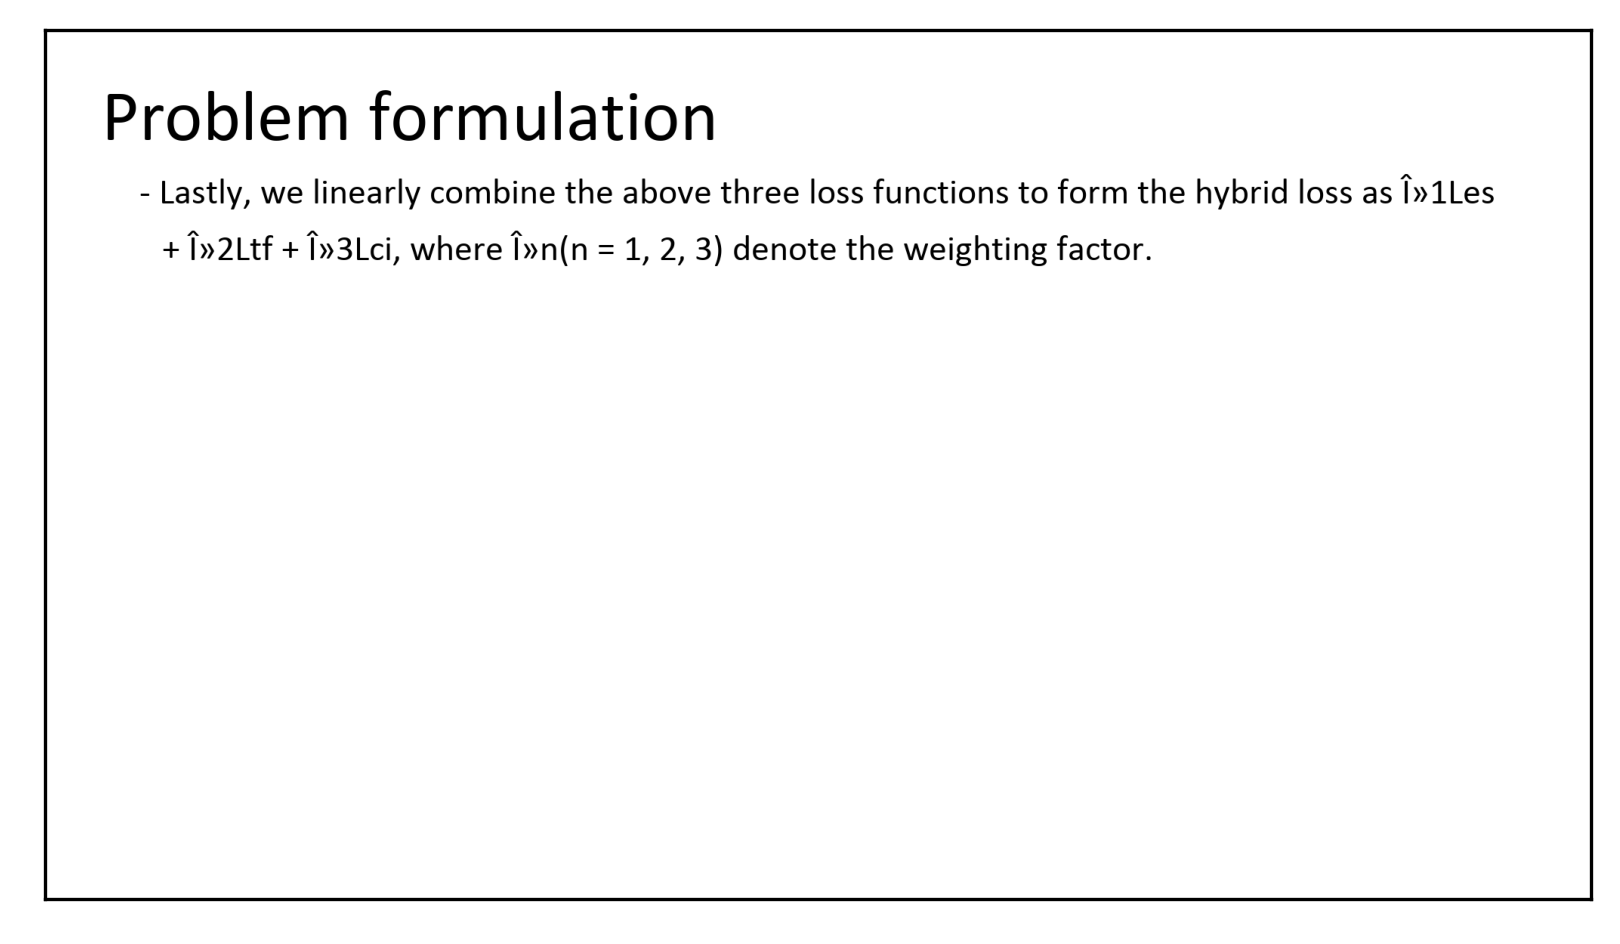 Problem formulation
- Lastly, we linearly combine the above three loss functions to form the hybrid loss as Î»1Les
+ Î»2Ltf + Î»3Lci, where Î»n(n = 1, 2, 3) denote the weighting factor.